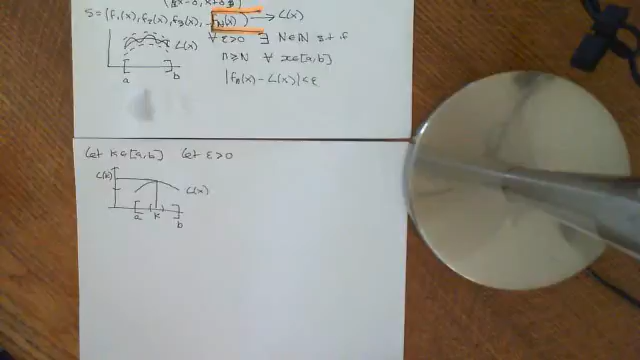 S = (f₁(x), f₂(x), f₃(x), ... fₙ(x)) → L(x)
∀ ε>0 ∃ N∈ℕ s.t. if
n≥N ∀ x∈[a,b]
|fₙ(x) - L(x)| < ε
L(x)
a b
Let k∈[a,b] Let ε>0
L(k)
L(x)
a k b